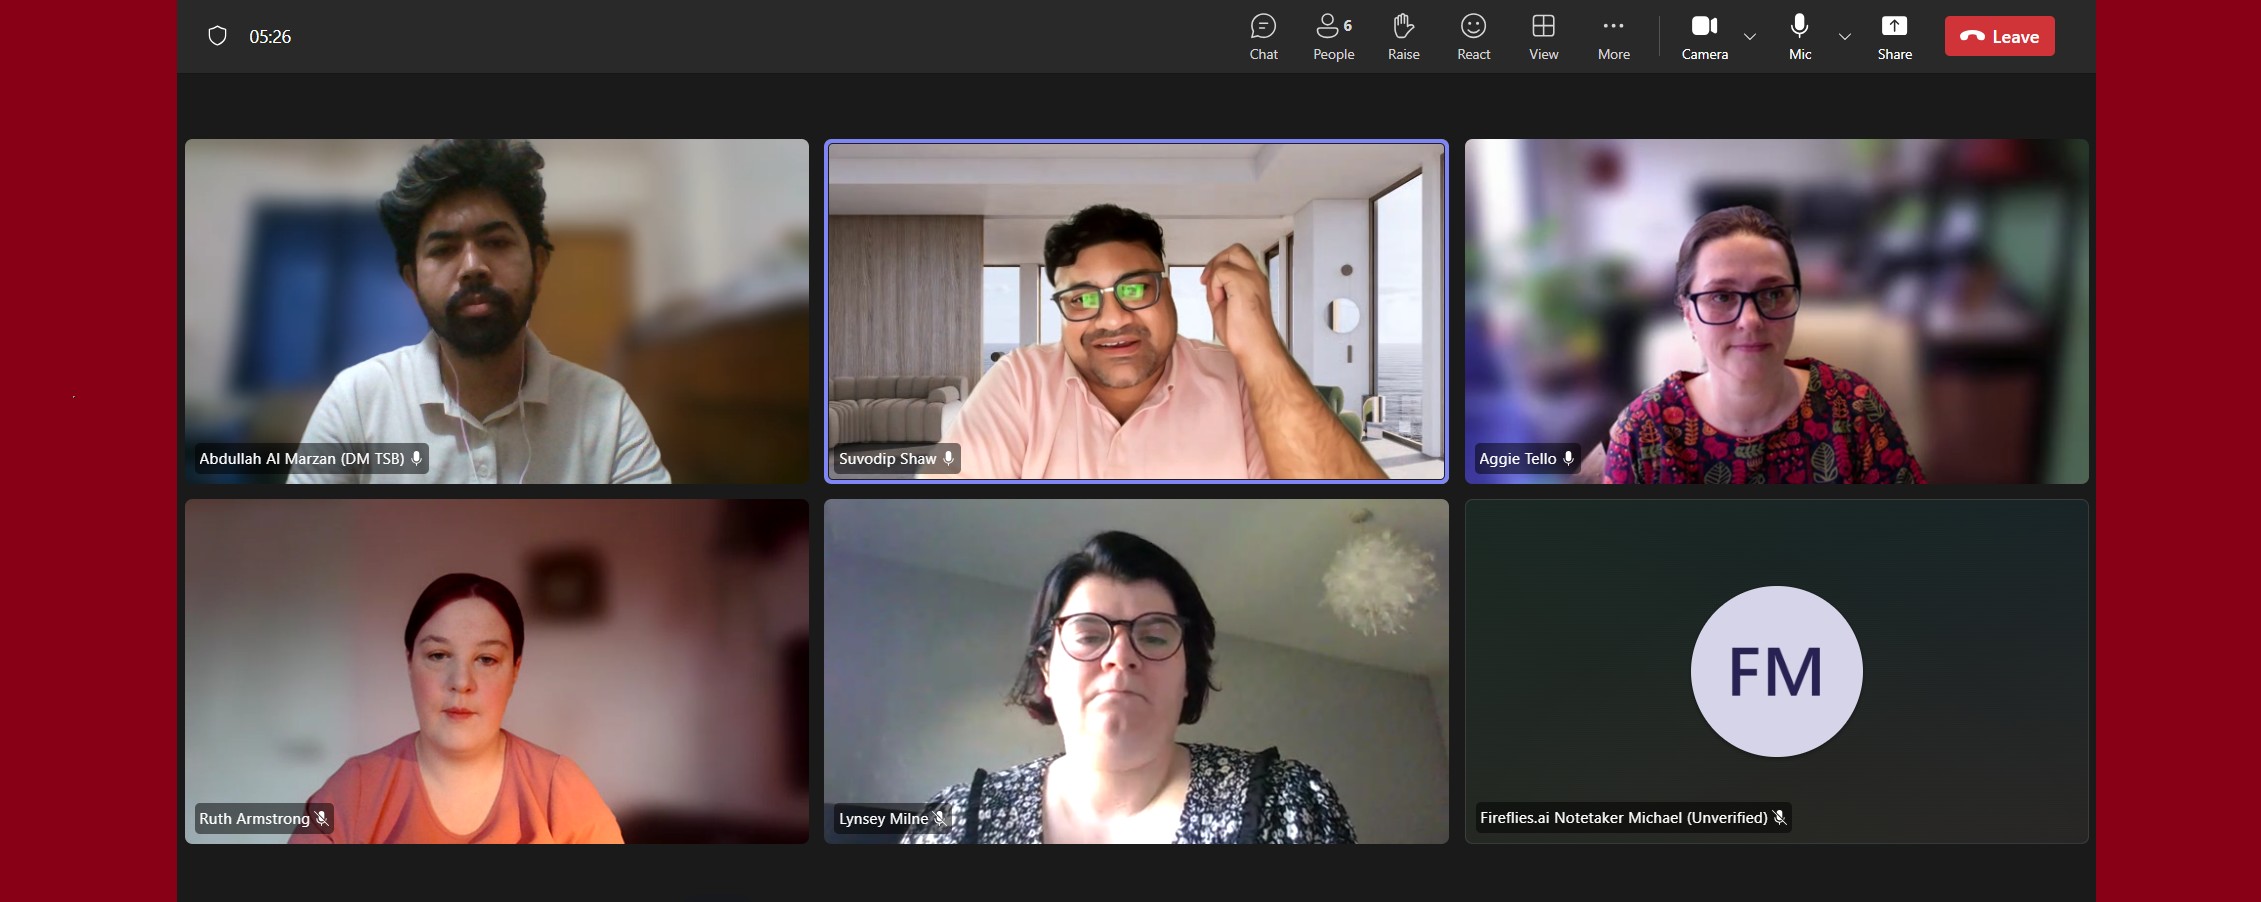 05:26
Chat
People 6
Raise
React
View
More
Camera
Mic
Share
Leave
Abdullah Al Marzan (DM TSB)
Suvodip Shaw
Aggie Tello
Ruth Armstrong
Lynsey Milne
FM
Fireflies.ai Notetaker Michael (Unverified)